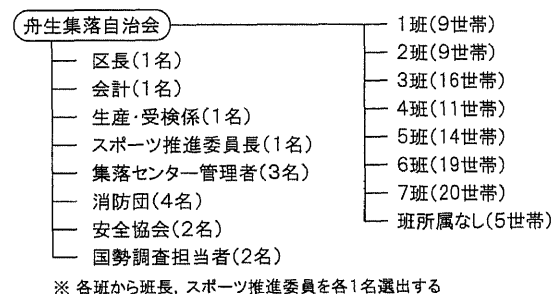 舟生集落自治会
区長(1名)
会計(1名)
生産・受検係(1名)
スポーツ推進委員長(1名)
集落センター管理者(3名)
消防団(4名)
安全協会(2名)
国勢調査担当者(2名)
1班(9世帯)
2班(9世帯)
3班(16世帯)
4班(11世帯)
5班(14世帯)
6班(19世帯)
7班(20世帯)
班所属なし(5世帯)
※ 各班から班長, スポーツ推進委員を各1名選出する